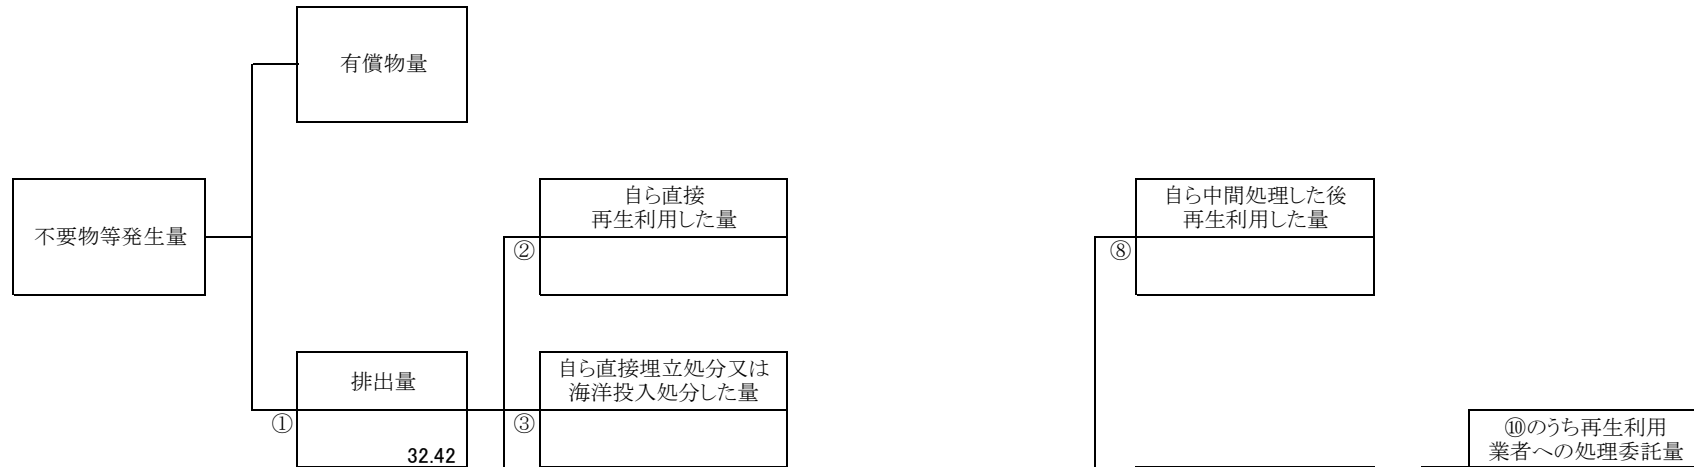 有償物量
不要物等発生量
自ら直接
再生利用した量
②
自ら中間処理した後
再生利用した量
⑧
排出量
①
32.42
自ら直接埋立処分又は
海洋投入処分した量
③
⑩のうち再生利用
業者への処理委託量